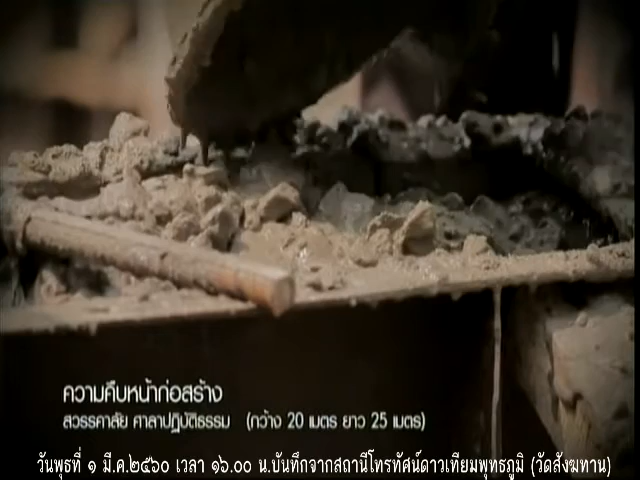 ความคืบหน้าก่อสร้าง
สวรรคาลัย ศาลาปฏิบัติธรรม (กว้าง 20 เมตร ยาว 25 เมตร)
วันพุธที่ ๑ มี.ค.๒๕๖๐ เวลา ๑๖.๐๐ น.บันทึกจากสถานีโทรทัศน์ดาวเทียมพุทธภูมิ (วัดสังฆทาน)